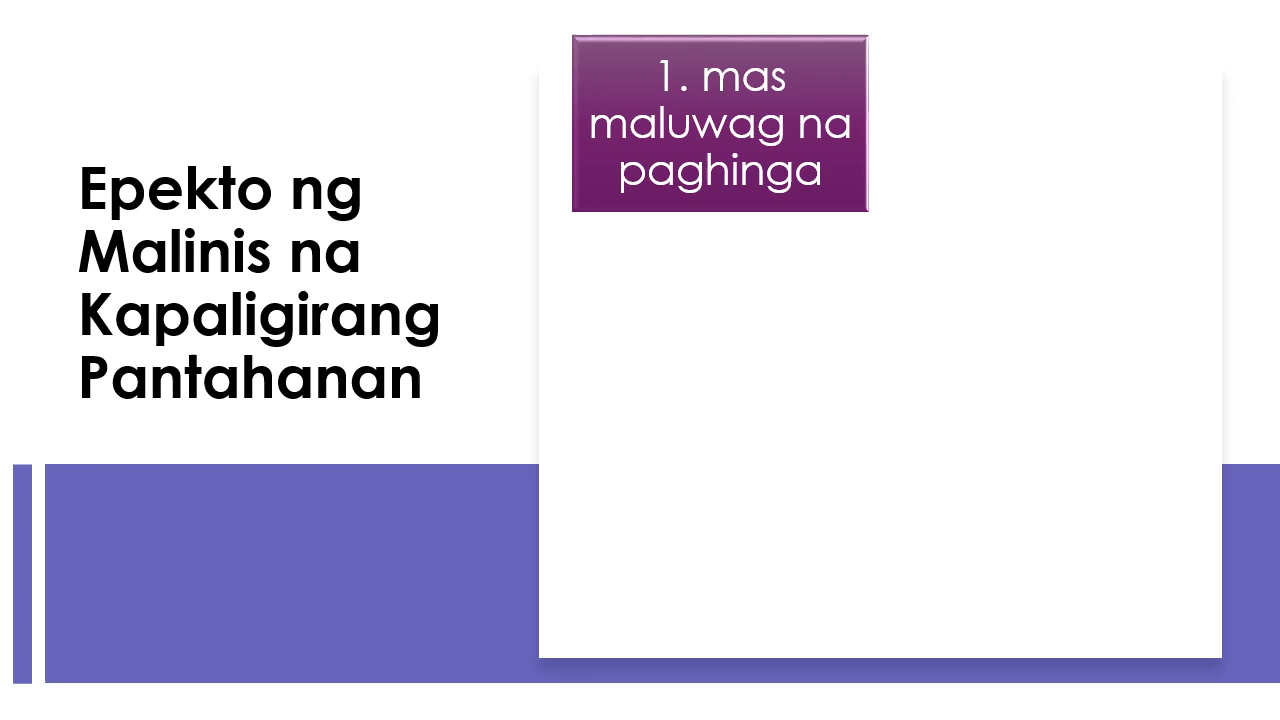 Epekto ng
Malinis na
Kapaligirang
Pantahanan
1. mas
maluwag na
paghinga